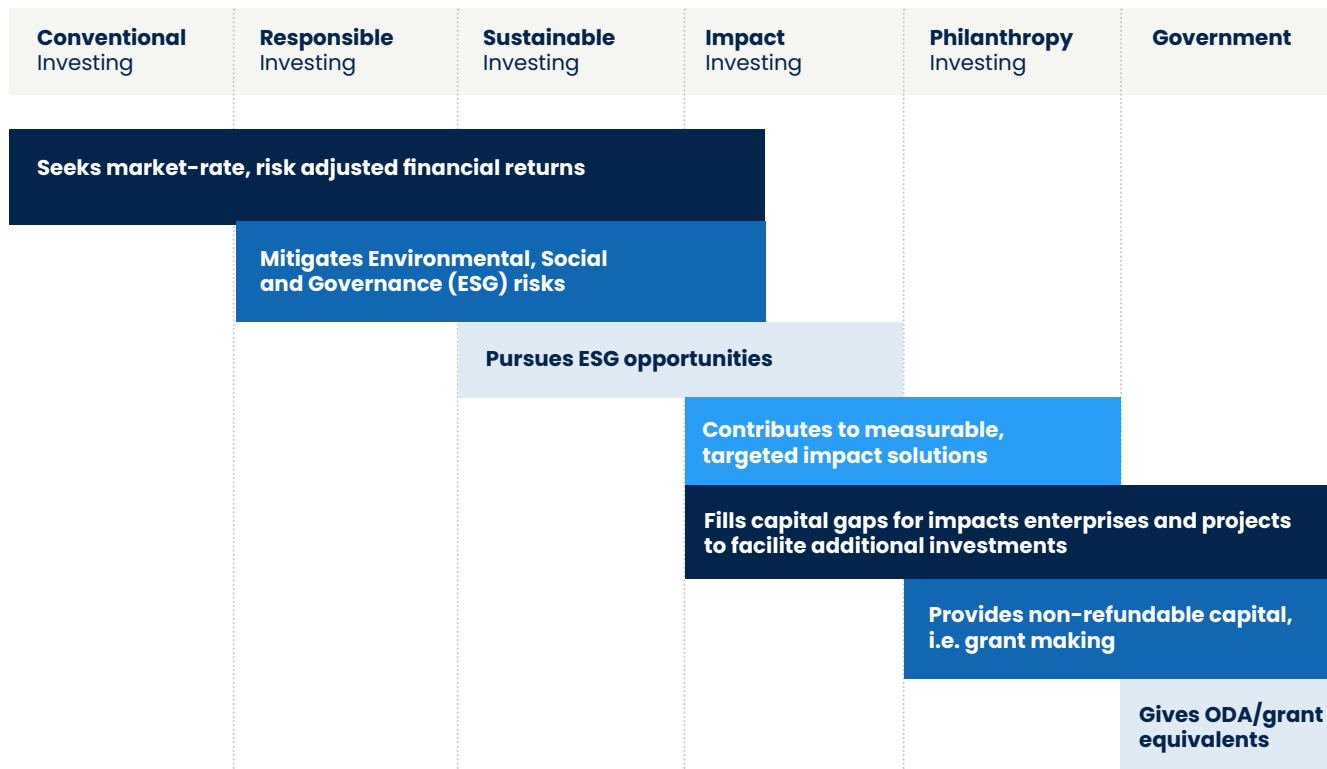 Conventional
Investing
Responsible
Investing
Sustainable
Investing
Impact
Investing
Philanthropy
Investing
Government
Seeks market-rate, risk adjusted financial returns
Mitigates Environmental, Social
and Governance (ESG) risks
Pursues ESG opportunities
Contributes to measurable,
targeted impact solutions
Fills capital gaps for impacts enterprises and projects
to facilite additional investments
Provides non-refundable capital,
i.e. grant making
Gives ODA/grant
equivalents